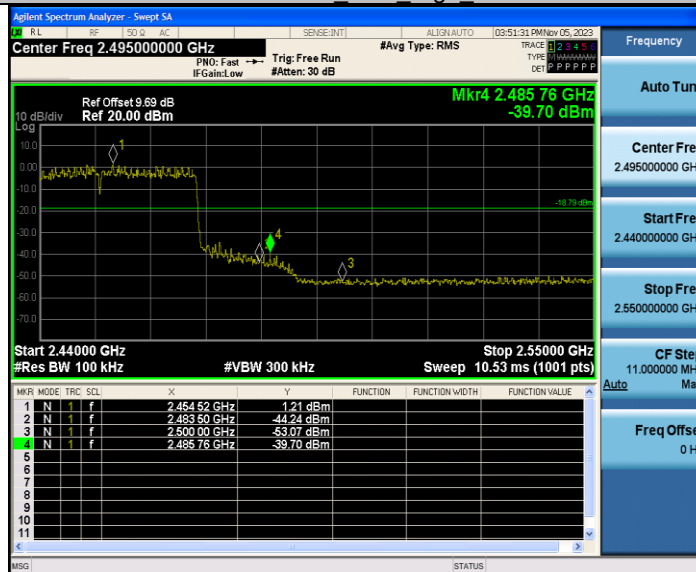 Agilent Spectrum Analyzer - Swept SA
RL RF 50 Ω AC SENSE:INT ALIGN AUTO 03:51:31 PM Nov 05, 2023
Center Freq 2.495000000 GHz #Avg Type: RMS TRACE 1 2 3 4 5 6
PNO: Fast Trig: Free Run TYPE M
IFGain:Low #Atten: 30 dB DET P P P P P P
Frequency
Auto Tun
Mkr4 2.485 76 GHz
-39.70 dBm
Ref Offset 9.69 dB
10 dB/div Ref 20.00 dBm
Log
10.0
0.00
-10.0
-20.0
-30.0
-40.0
-50.0
-60.0
-70.0
1
4
3
-18.79 dBm
Start 2.44000 GHz Stop 2.55000 GHz
#Res BW 100 kHz #VBW 300 kHz Sweep 10.53 ms (1001 pts)
MKR MODE TRC SCL X Y FUNCTION FUNCTION WIDTH FUNCTION VALUE
1 N 1 f 2.454 52 GHz 1.21 dBm
2 N 1 f 2.483 50 GHz -44.24 dBm
3 N 1 f 2.500 00 GHz -53.07 dBm
4 N 1 f 2.485 76 GHz -39.70 dBm
5
6
7
8
9
10
11
Center Fre
2.495000000 GH
Start Fre
2.440000000 GH
Stop Fre
2.550000000 GH
CF Ste
11.000000 MH
Auto Ma
Freq Offse
0 H
MSG STATUS